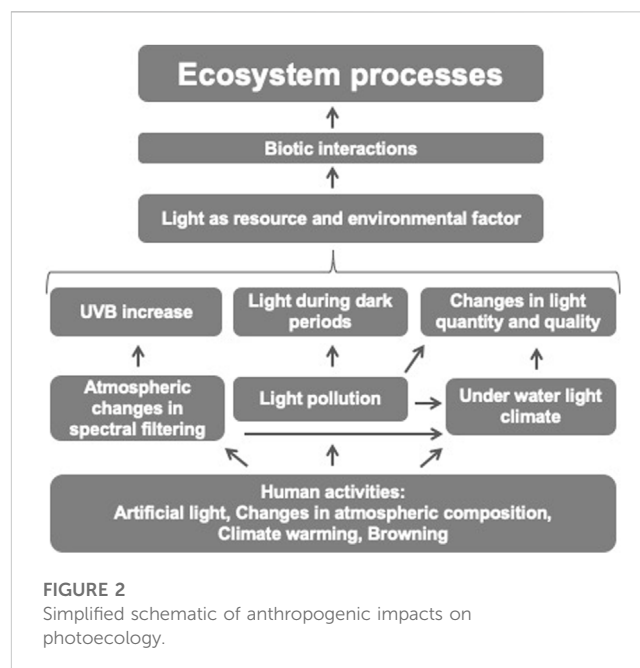 Ecosystem processes
Biotic interactions
Light as resource and environmental factor
UVB increase
Light during dark
periods
Changes in light
quantity and quality
Atmospheric
changes in
spectral filtering
Light pollution
Under water light
climate
Human activities:
Artificial light, Changes in atmospheric composition,
Climate warming, Browning
FIGURE 2
Simplified schematic of anthropogenic impacts on
photoecology.